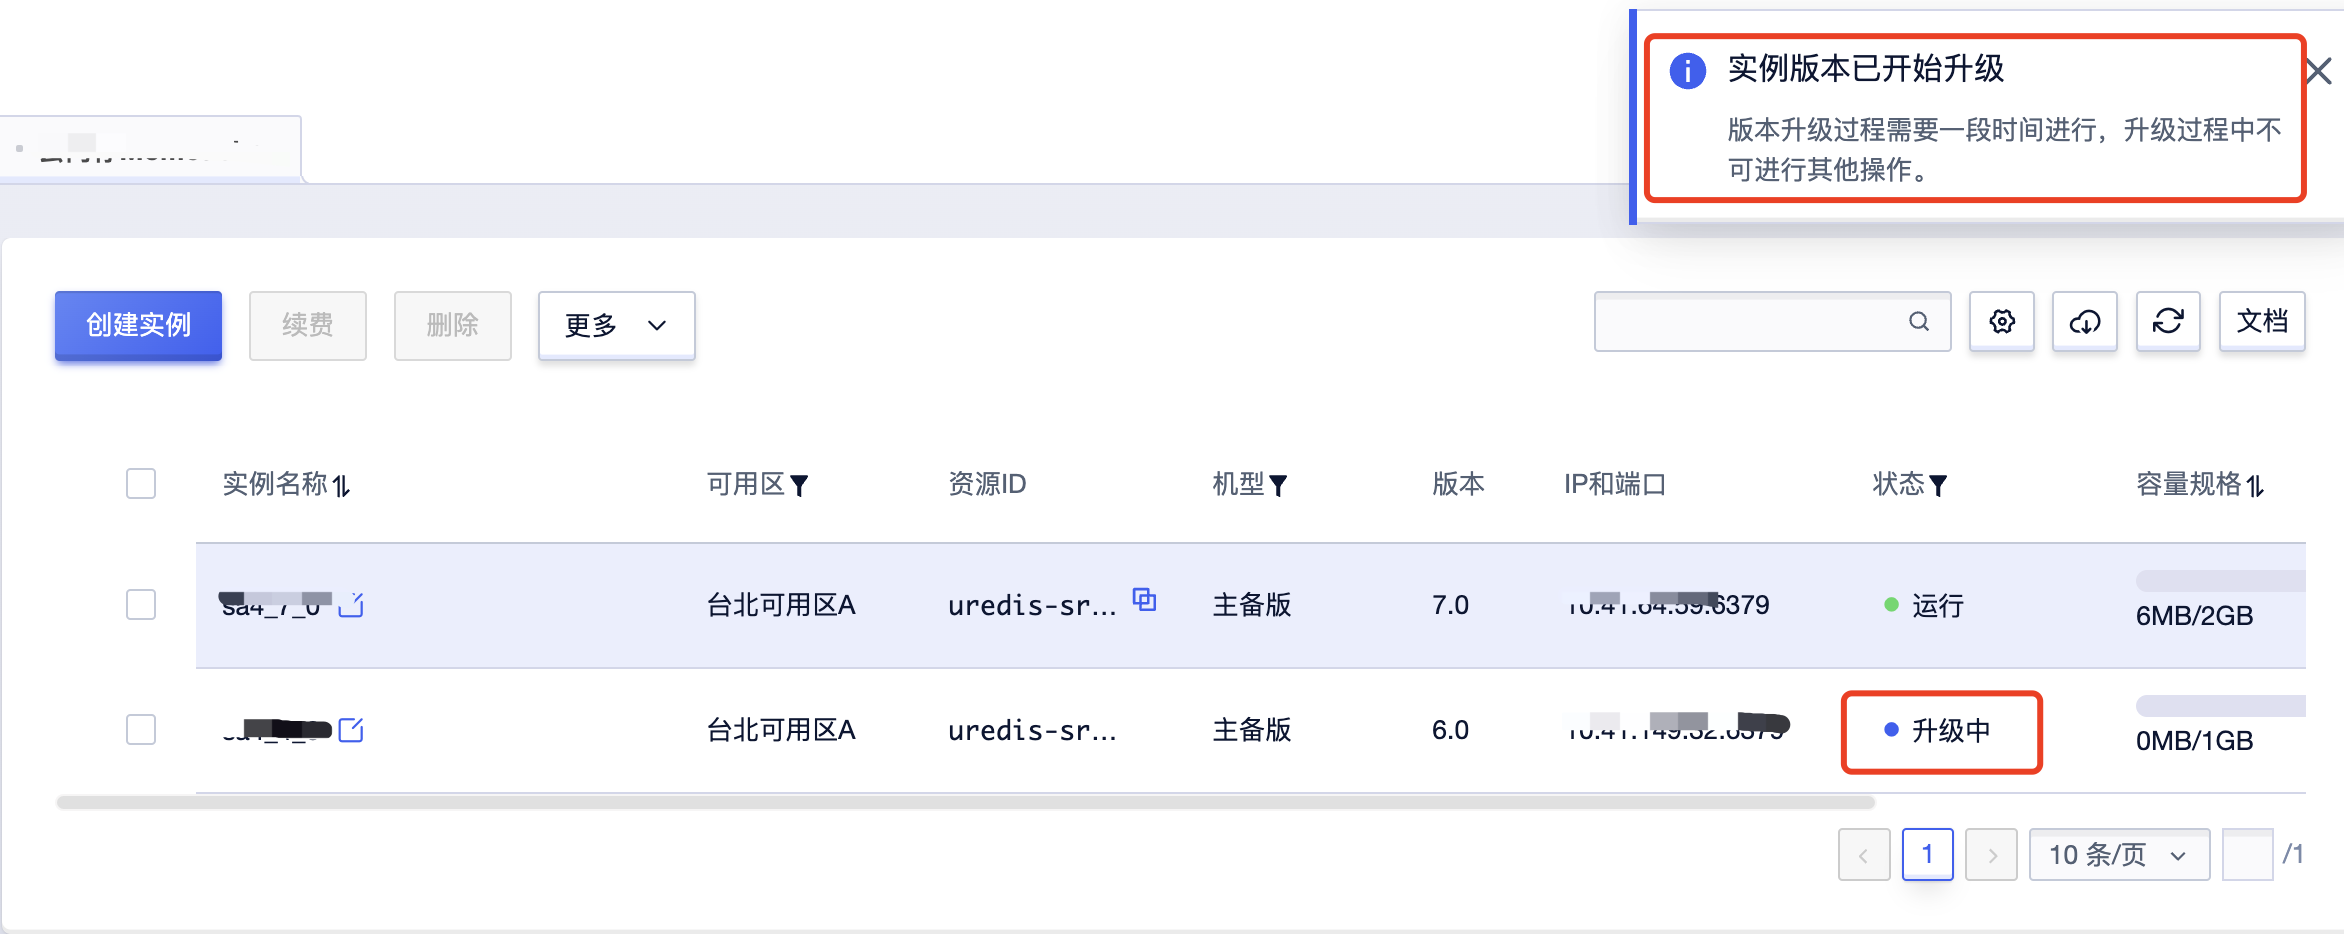 实例版本已开始升级
版本升级过程需要一段时间进行，升级过程中不
可进行其他操作。
创建实例 续费 删除 更多 文档
实例名称 可用区 资源ID 机型 版本 IP和端口 状态 容量规格
台北可用区A uredis-sr... 主备版 7.0 运行 6MB/2GB
台北可用区A uredis-sr... 主备版 6.0 升级中 0MB/1GB
1 10 条/页 /1